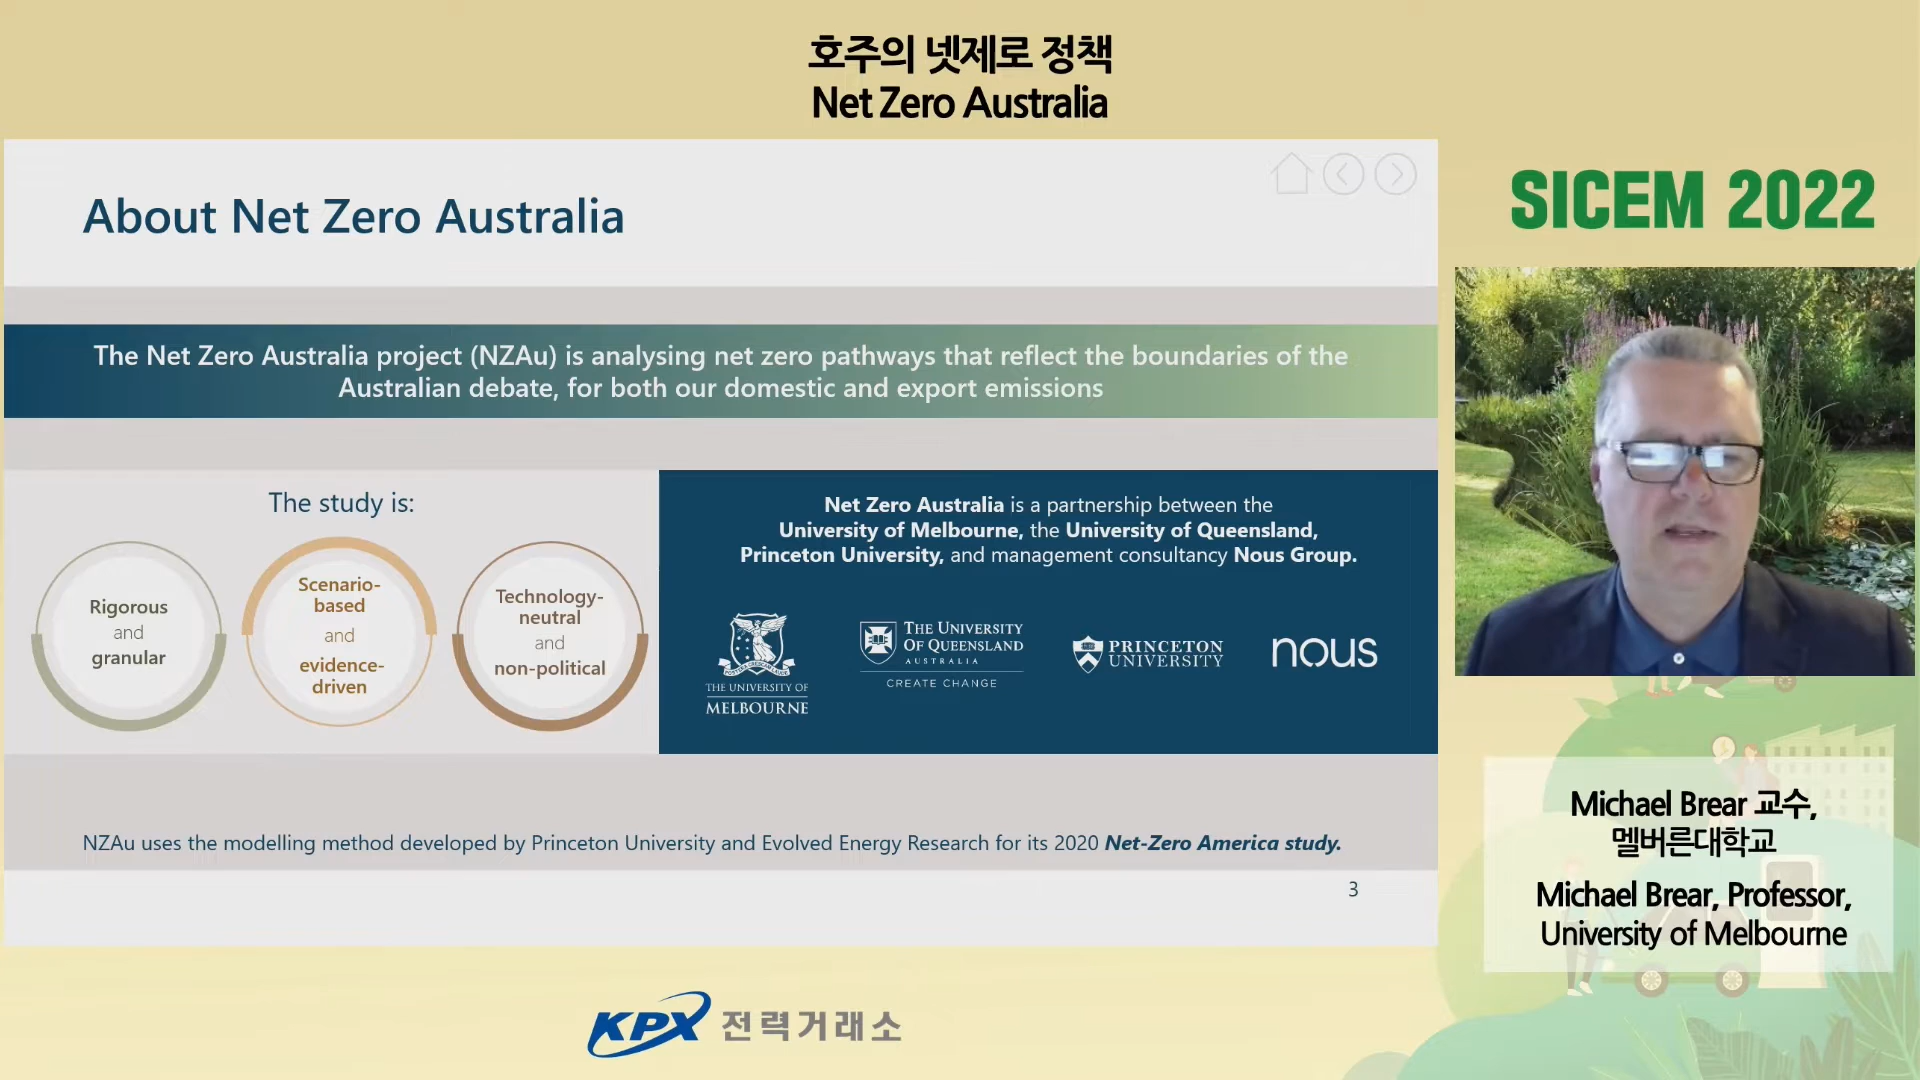 호주의 넷제로 정책
Net Zero Australia
About Net Zero Australia
The Net Zero Australia project (NZAu) is analysing net zero pathways that reflect the boundaries of the
Australian debate, for both our domestic and export emissions
The study is:
Rigorous
and
granular
Scenario-
based
and
evidence-
driven
Technology-
neutral
and
non-political
Net Zero Australia is a partnership between the
University of Melbourne, the University of Queensland,
Princeton University, and management consultancy Nous Group.
THE UNIVERSITY OF
MELBOURNE
THE UNIVERSITY
OF QUEENSLAND
AUSTRALIA
CREATE CHANGE
PRINCETON
UNIVERSITY
nous
NZAu uses the modelling method developed by Princeton University and Evolved Energy Research for its 2020 Net-Zero America study.
3
SICEM 2022
Michael Brear 교수,
멜버른대학교
Michael Brear, Professor,
University of Melbourne
KPX 전력거래소